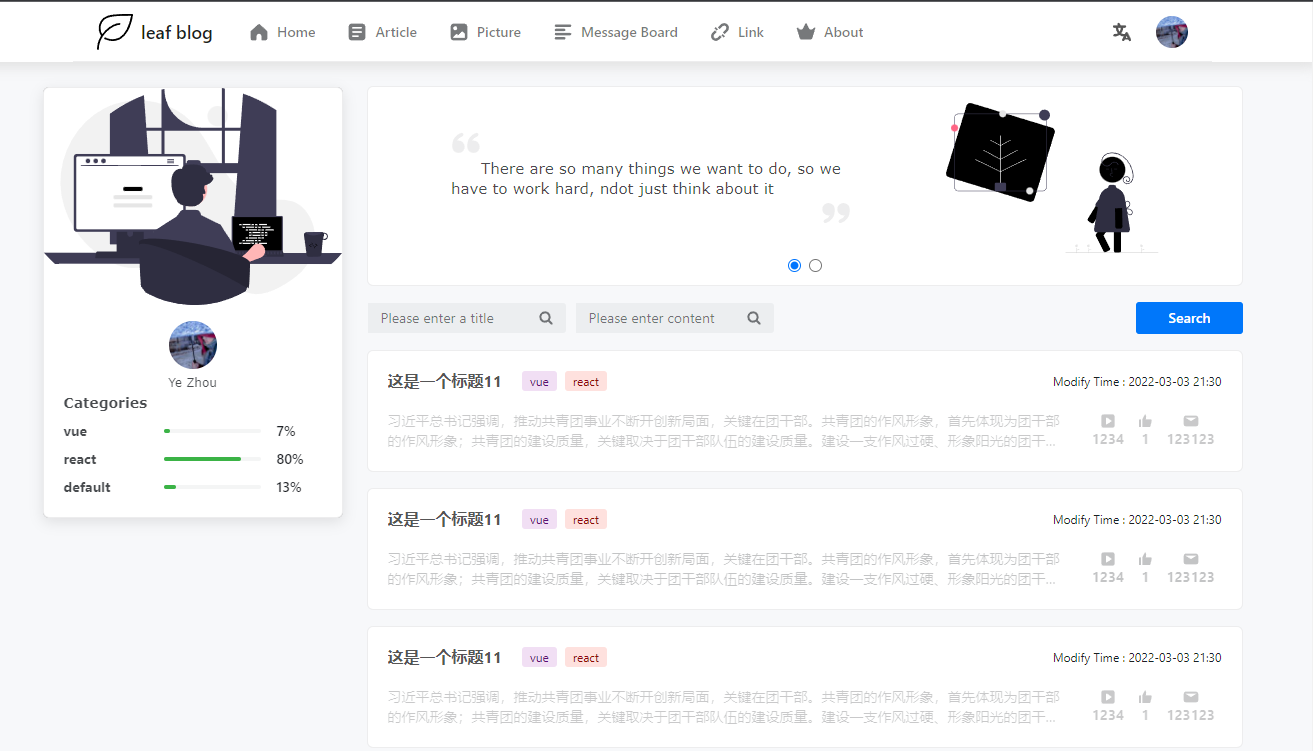 leaf blog
Home
Article
Picture
Message Board
Link
About
There are so many things we want to do, so we
have to work hard, ndot just think about it
Please enter a title
Please enter content
Search
Ye Zhou
Categories
vue 7%
react 80%
default 13%
这是一个标题11 vue react Modify Time : 2022-03-03 21:30
习近平总书记强调，推动共青团事业不断开创新局面，关键在团干部。共青团的作风形象，首先体现为团干部
的作风形象；共青团的建设质量，关键取决于团干部队伍的建设质量。建设一支作风过硬、形象阳光的团干...
1234 1 123123
这是一个标题11 vue react Modify Time : 2022-03-03 21:30
习近平总书记强调，推动共青团事业不断开创新局面，关键在团干部。共青团的作风形象，首先体现为团干部
的作风形象；共青团的建设质量，关键取决于团干部队伍的建设质量。建设一支作风过硬、形象阳光的团干...
1234 1 123123
这是一个标题11 vue react Modify Time : 2022-03-03 21:30
习近平总书记强调，推动共青团事业不断开创新局面，关键在团干部。共青团的作风形象，首先体现为团干部
的作风形象；共青团的建设质量，关键取决于团干部队伍的建设质量。建设一支作风过硬、形象阳光的团干...
1234 1 123123